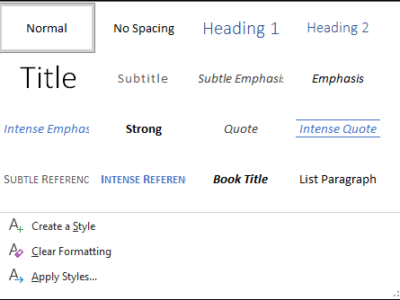 Normal No Spacing Heading 1 Heading 2
Title Subtitle Subtle Emphasi: Emphasis
Intense Emphas Strong Quote Intense Quote
SUBTLE REFERENC INTENSE REFEREN Book Title List Paragraph
Create a Style
Clear Formatting
Apply Styles...